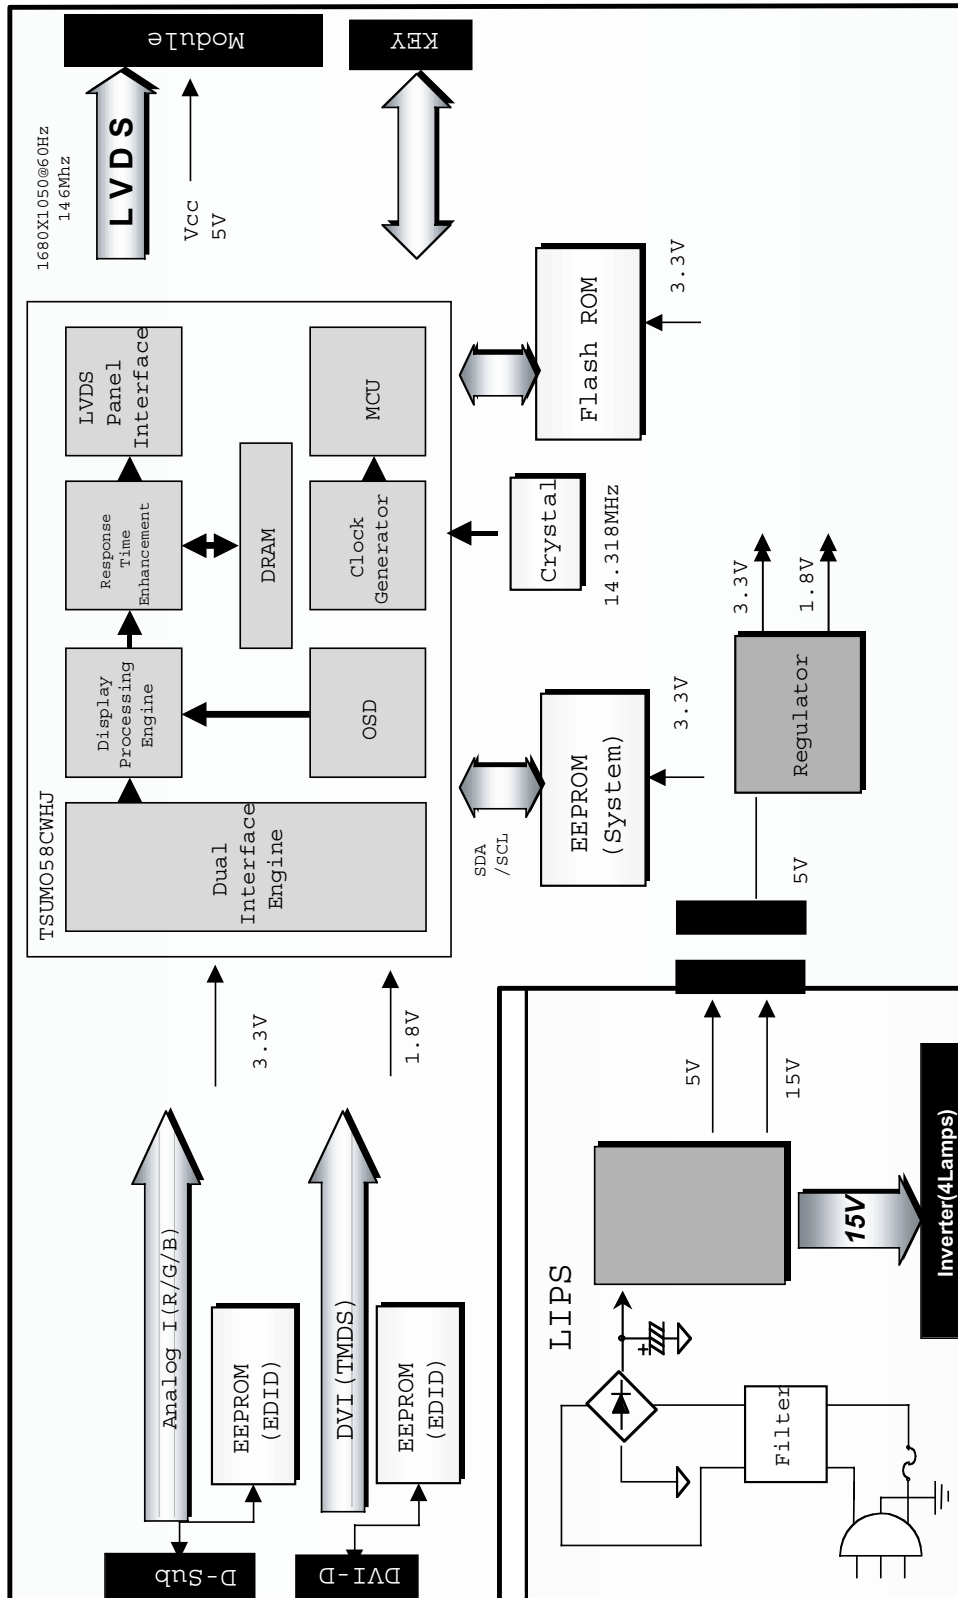 Module
KEY
1680X1050@60Hz
146Mhz
LVDS
Vcc
5V
TSUMO58CWHJ
LVDS
Panel
Interface
MCU
Response
Time
Enhancement
DRAM
Clock
Generator
Display
Processing
Engine
OSD
Dual
Interface
Engine
Flash ROM
3.3V
Crystal
14.318MHz
SDA
/SCL
EEPROM
(System)
3.3V
3.3V
1.8V
Regulator
5V
3.3V
1.8V
Analog I(R/G/B)
EEPROM
(EDID)
DVI(TMDS)
EEPROM
(EDID)
D-Sub
DVI-D
5V
15V
LIPS
15V
Inverter(4Lamps)
+
Filter